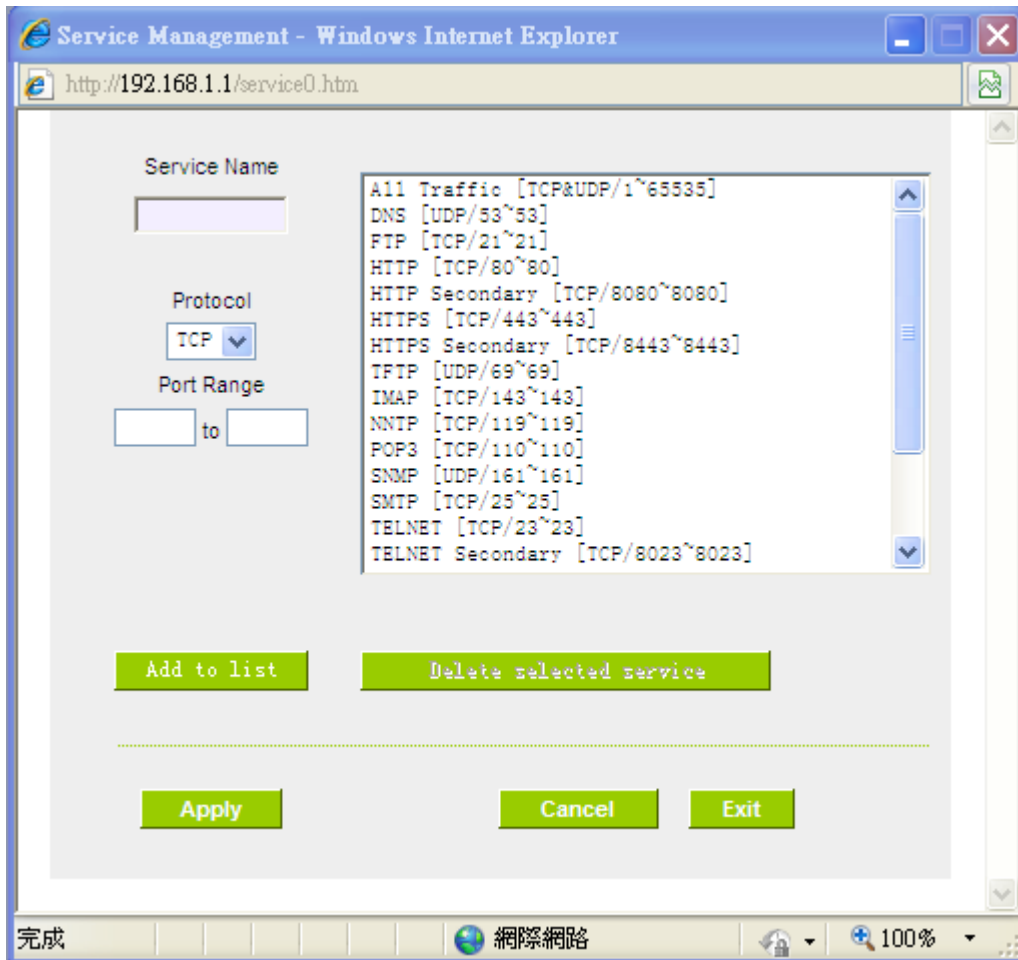 Service Management - Windows Internet Explorer
http://192.168.1.1/service0.htm
Service Name
All Traffic [TCP&UDP/1~65535]
DNS [UDP/53~53]
FTP [TCP/21~21]
HTTP [TCP/80~80]
HTTP Secondary [TCP/8080~8080]
HTTPS [TCP/443~443]
HTTPS Secondary [TCP/8443~8443]
TFTP [UDP/69~69]
IMAP [TCP/143~143]
NNTP [TCP/119~119]
POP3 [TCP/110~110]
SNMP [UDP/161~161]
SMTP [TCP/25~25]
TELNET [TCP/23~23]
TELNET Secondary [TCP/8023~8023]
Protocol
TCP
Port Range
to
Add to list
Delete selected service
Apply
Cancel
Exit
完成
網際網路
100%